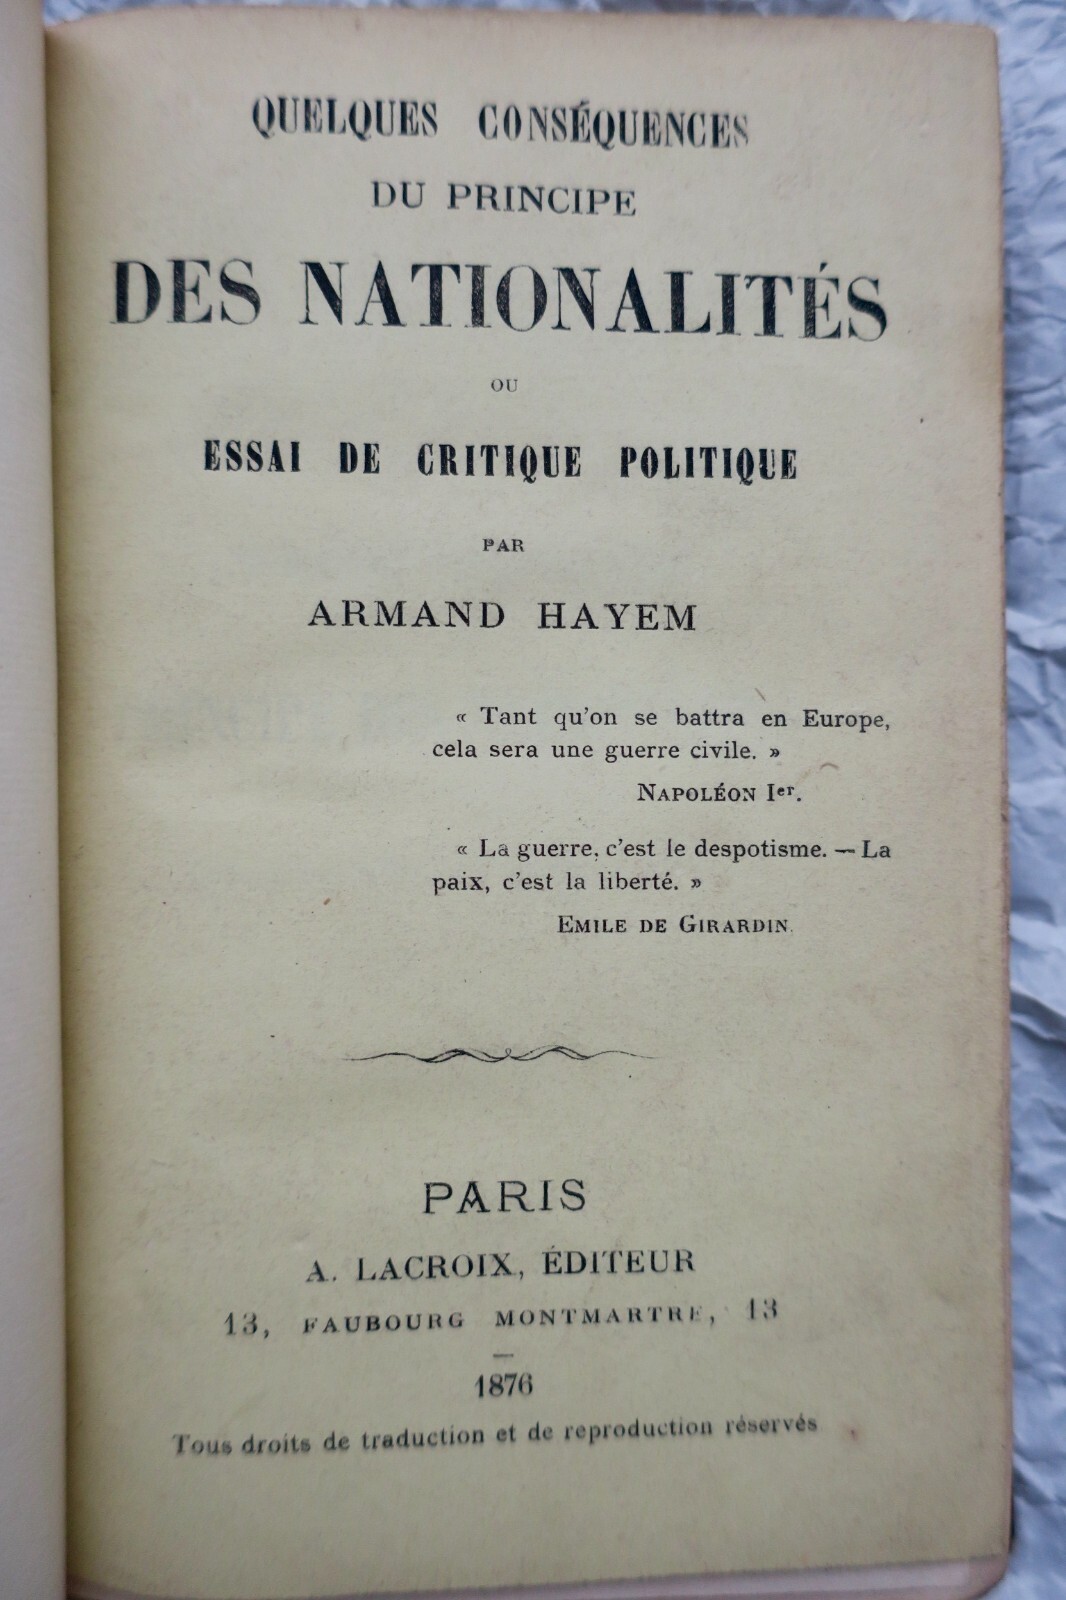 QUELQUES CONSÉQUENCES
DU PRINCIPE
DES NATIONALITÉS
OU
ESSAI DE CRITIQUE POLITIQUE
PAR
ARMAND HAYEM
« Tant qu'on se battra en Europe,
cela sera une guerre civile. »
NAPOLÉON Ier.
« La guerre, c'est le despotisme. — La
paix, c'est la liberté. »
EMILE DE GIRARDIN.
PARIS
A. LACROIX, ÉDITEUR
13, FAUBOURG MONTMARTRE, 13
—
1876
Tous droits de traduction et de reproduction réservés